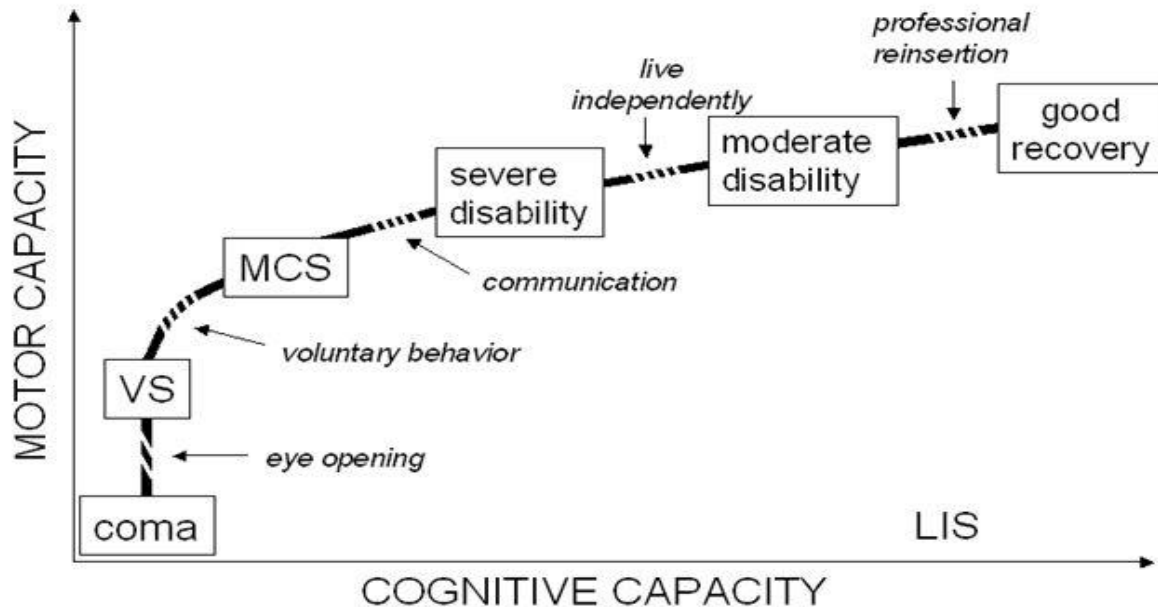 professional
reinsertion
live
independently
good
recovery
moderate
disability
severe
disability
MCS
communication
voluntary behavior
VS
eye opening
coma
LIS
MOTOR CAPACITY
COGNITIVE CAPACITY